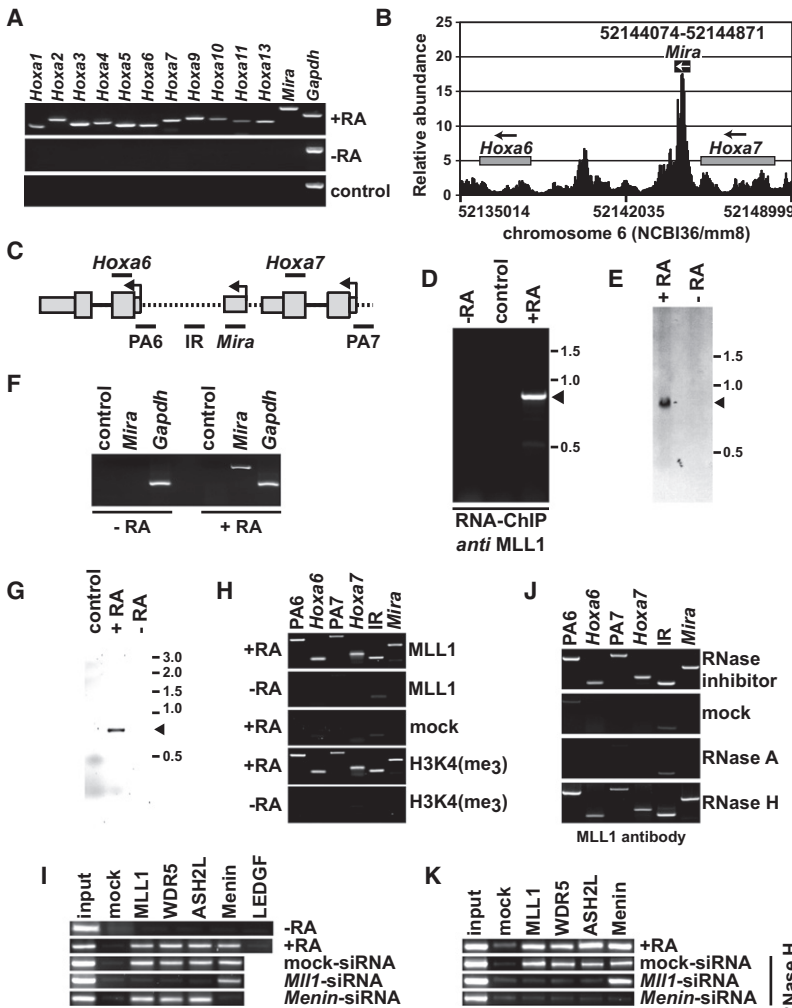 A
Hoxa1 Hoxa2 Hoxa3 Hoxa4 Hoxa5 Hoxa6 Hoxa7 Hoxa9 Hoxa10 Hoxa11 Hoxa13 Mira Gapdh
+RA
-RA
control
B
Relative abundance
25
20
15
10
5
0
52144074-52144871
Mira
Hoxa6
Hoxa7
52135014 52142035 52148999
chromosome 6 (NCBI36/mm8)
C
Hoxa6 Hoxa7
PA6 IR Mira PA7
D
-RA control +RA
1.5
1.0
0.5
RNA-ChIP
anti MLL1
E
+ RA - RA
1.5
1.0
0.5
F
control Mira Gapdh control Mira Gapdh
- RA + RA
G
control + RA - RA
3.0
2.0
1.5
1.0
0.5
H
PA6 Hoxa6 PA7 Hoxa7 IR Mira
+RA MLL1
-RA MLL1
+RA mock
+RA H3K4(me3)
-RA H3K4(me3)
J
PA6 Hoxa6 PA7 Hoxa7 IR Mira
RNase inhibitor
mock
RNase A
RNase H
MLL1 antibody
I
input mock MLL1 WDR5 ASH2L Menin LEDGF
-RA
+RA
mock-siRNA
Mll1-siRNA
Menin-siRNA
K
input mock MLL1 WDR5 ASH2L Menin
+RA
mock-siRNA
Mll1-siRNA
Menin-siRNA
Nase H